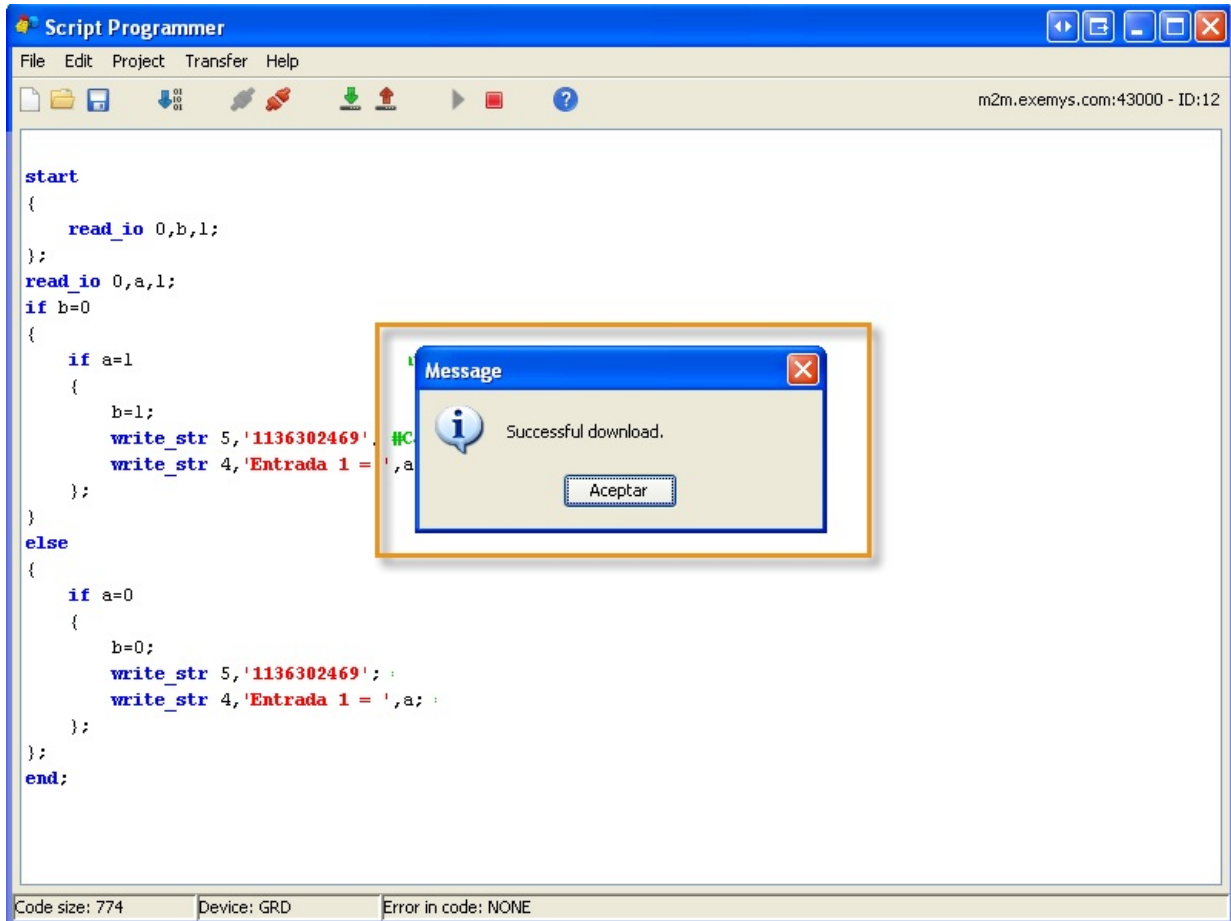 Script Programmer
File Edit Project Transfer Help
m2m.exemys.com:43000 - ID:12
start
{
read_io 0,b,1;
};
read_io 0,a,1;
if b=0
{
if a=1
{
b=1;
write_str 5,'1136302469' #C
write_str 4,'Entrada 1 = ',a
};
}
else
{
if a=0
{
b=0;
write_str 5,'1136302469';
write_str 4,'Entrada 1 = ',a;
};
};
end;
Message
Successful download.
Aceptar
Code size: 774 Device: GRD Error in code: NONE